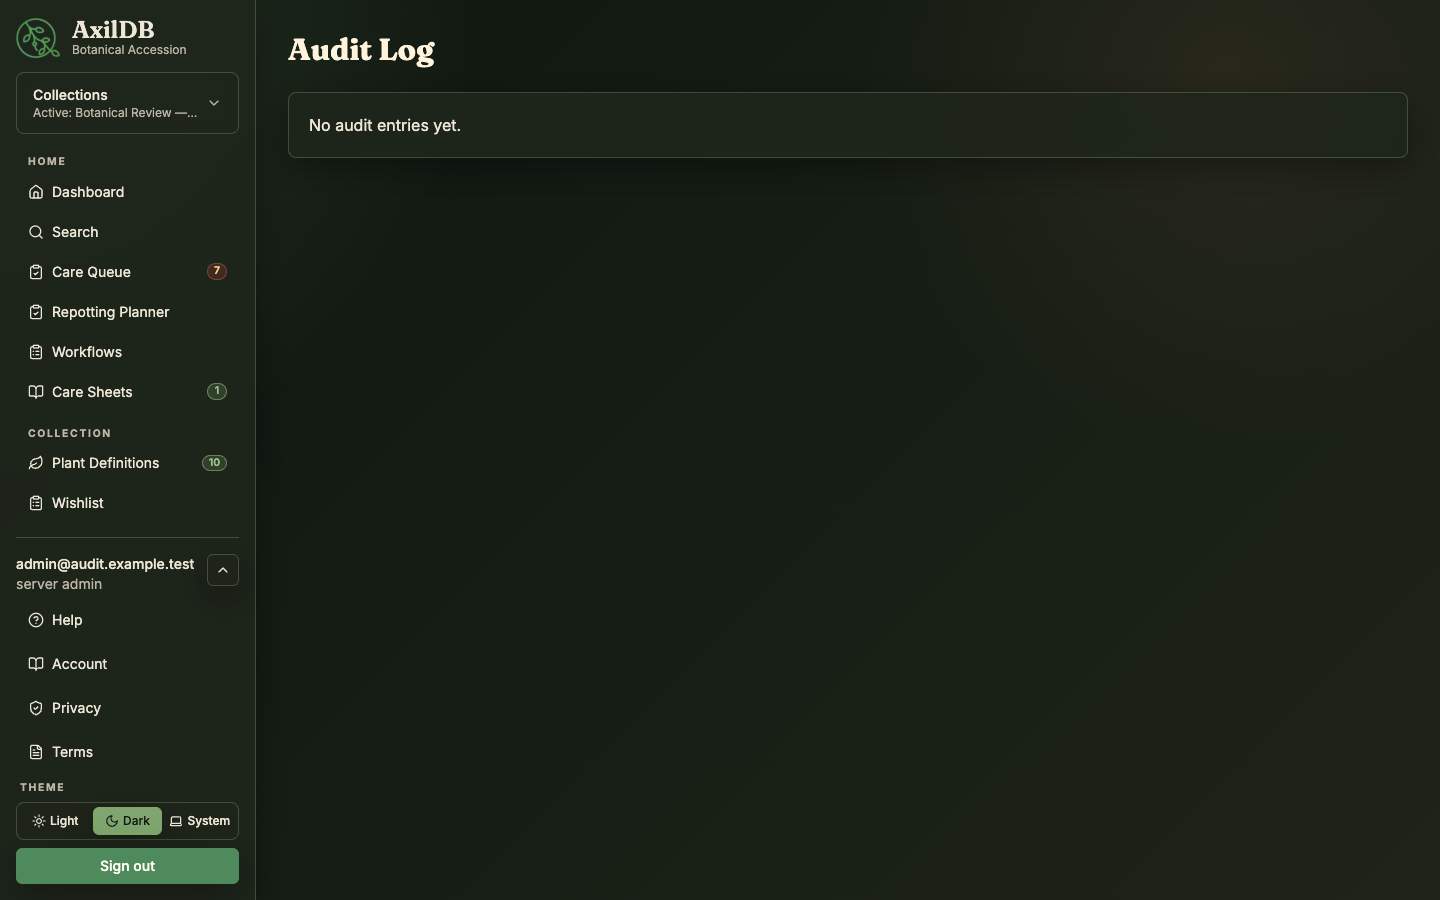 AxilDB
Botanical Accession
Collections
Active: Botanical Review —...
HOME
Dashboard
Search
Care Queue 7
Repotting Planner
Workflows
Care Sheets 1
COLLECTION
Plant Definitions 10
Wishlist
admin@audit.example.test
server admin
Help
Account
Privacy
Terms
THEME
Light Dark System
Sign out
Audit Log
No audit entries yet.